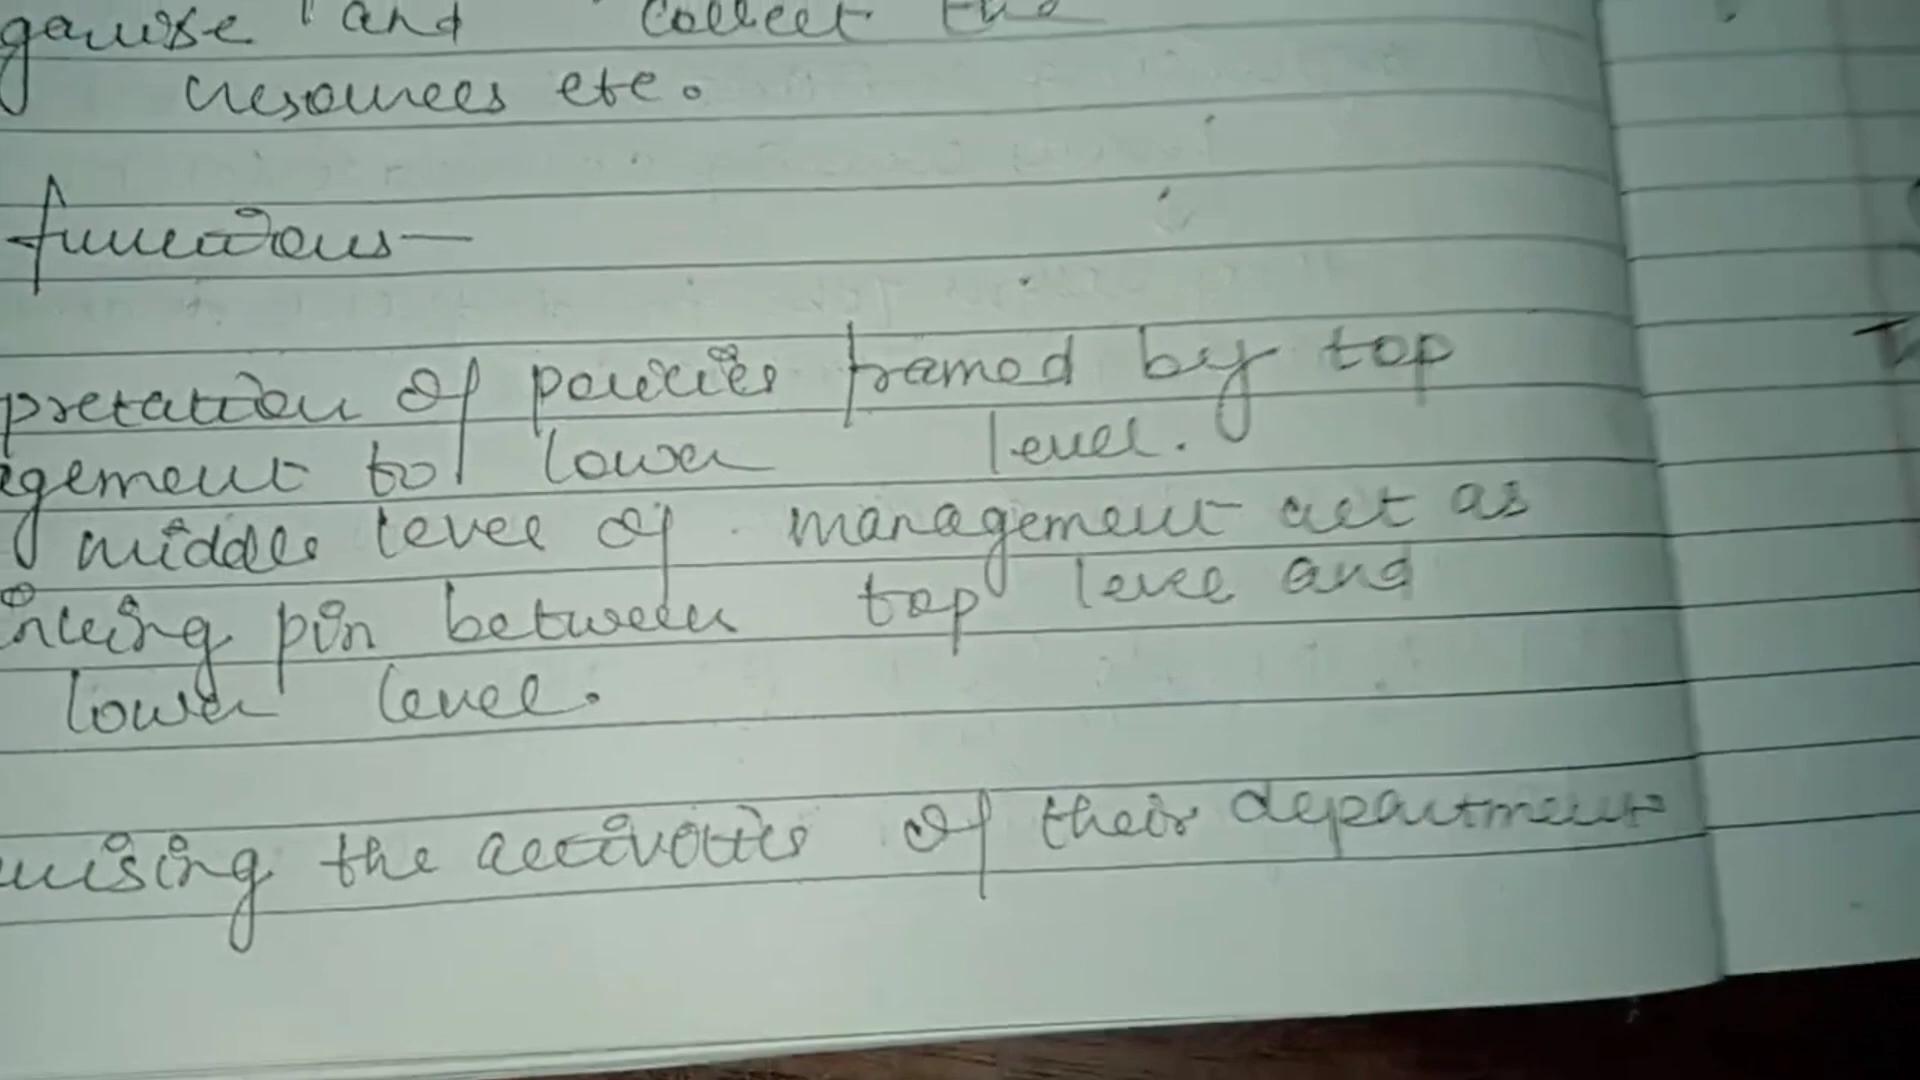 ganise and collect the
resources etc.
functions—
pretation of policies framed by top
gement to lower level.
middle level of management act as
nking pin between top level and
lower level.
nising the activities of their department